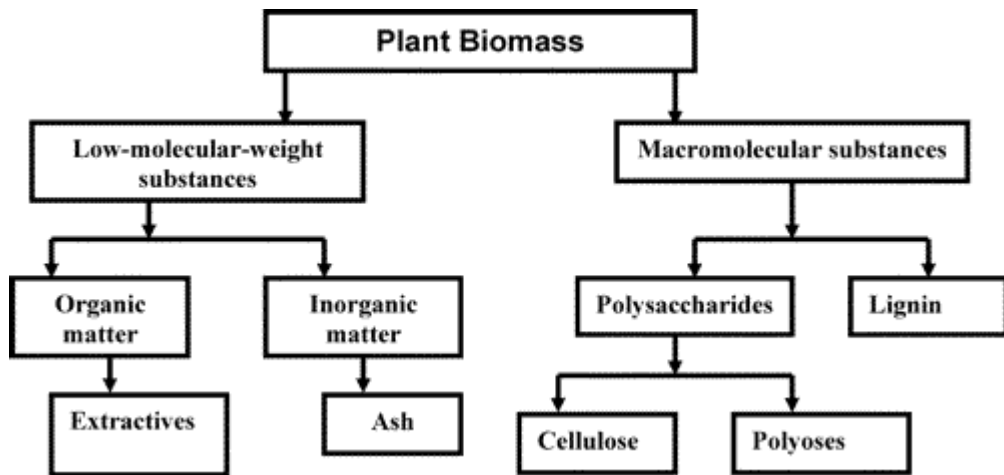 Plant Biomass
Low-molecular-weight
substances
Macromolecular substances
Organic
matter
Inorganic
matter
Polysaccharides
Lignin
Extractives
Ash
Cellulose
Polyoses